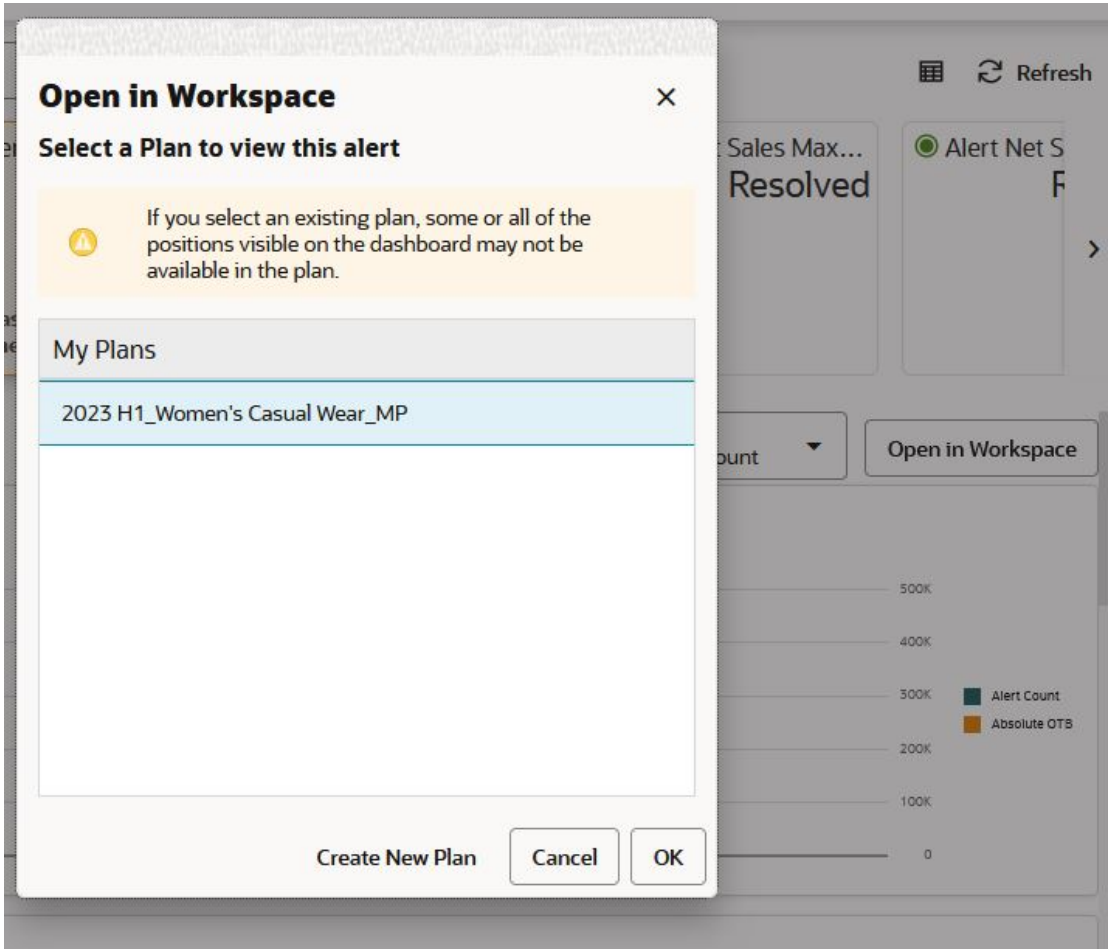 Refresh
Open in Workspace
Select a Plan to view this alert
Sales Max...
Resolved
Alert Net S
If you select an existing plan, some or all of the
positions visible on the dashboard may not be
available in the plan.
My Plans
2023 H1_Women's Casual Wear_MP
Open in Workspace
500K
400K
300K
200K
100K
0
Alert Count
Absolute OTB
Create New Plan
Cancel
OK